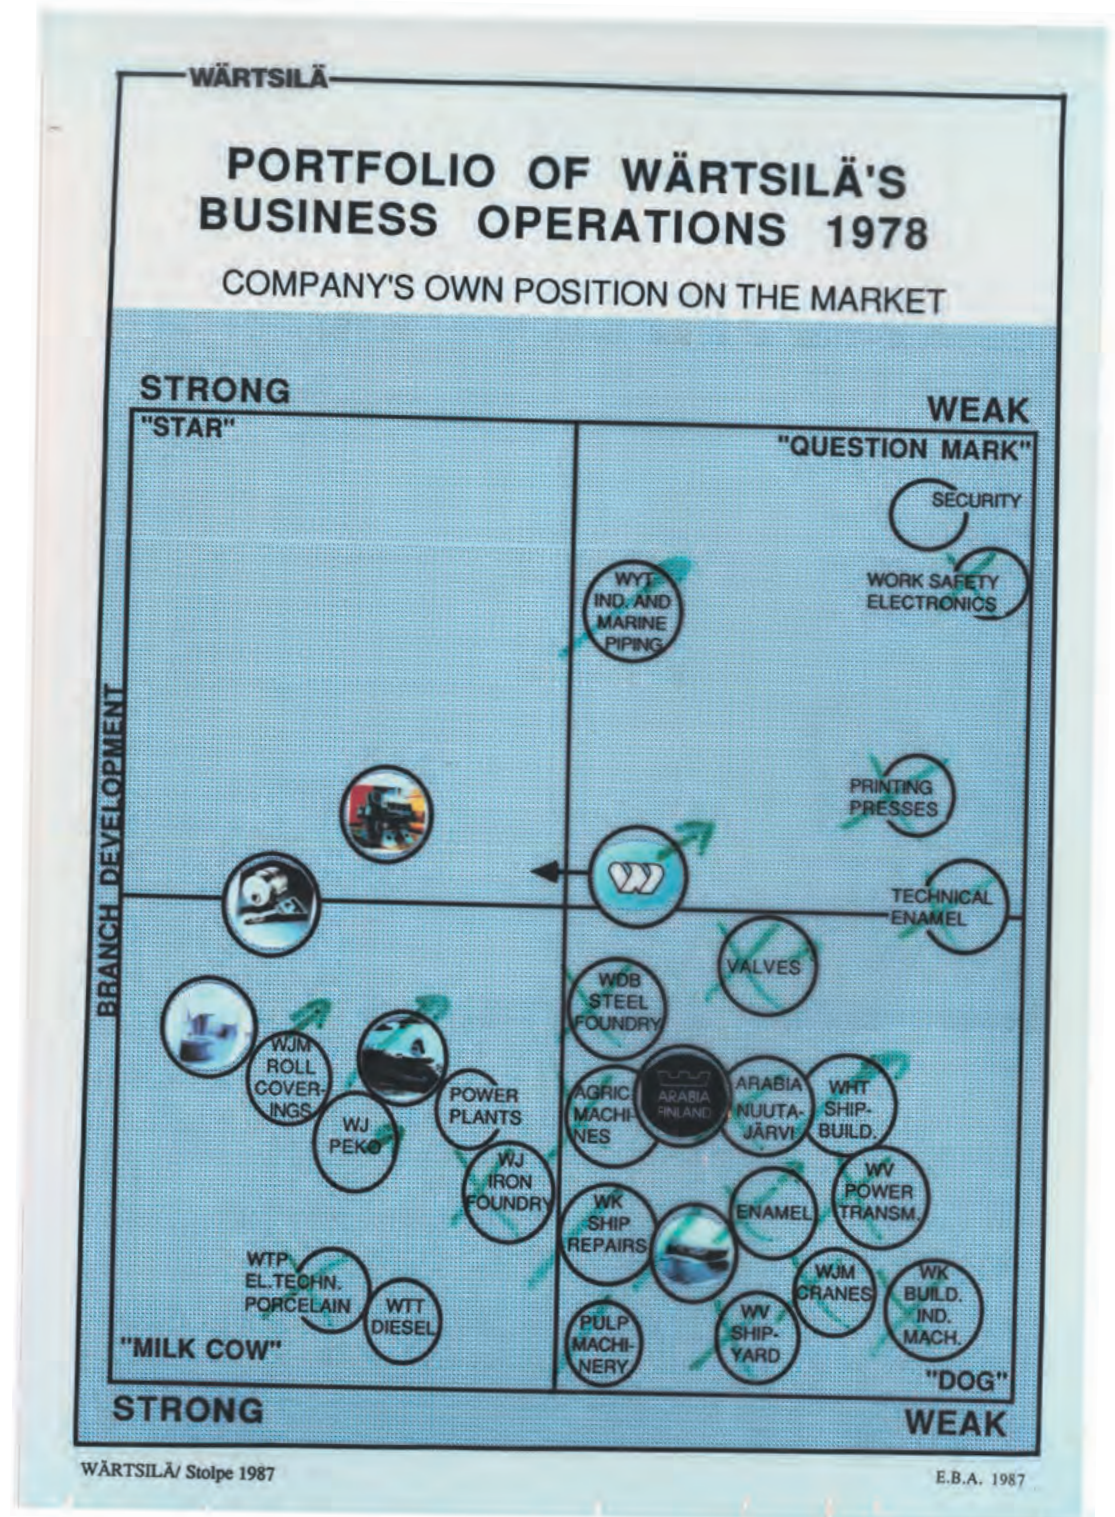 WÄRTSILÄ
PORTFOLIO OF WÄRTSILÄ'S
BUSINESS OPERATIONS 1978
COMPANY'S OWN POSITION ON THE MARKET
STRONG
WEAK
"STAR"
"QUESTION MARK"
SECURITY
WORK SAFETY
ELECTRONICS
WYT
IND. AND
MARINE
PIPING
BRANCH DEVELOPMENT
PRINTING
PRESSES
TECHNICAL
ENAMEL
VALVES
WDB
STEEL
FOUNDRY
WJM
ROLL
COVER-
INGS
POWER
PLANTS
WJ
PEKO
WJ
IRON
FOUNDRY
AGRIC
MACHI-
NES
ARABIA
FINLAND
ARABIA
NUUTA-
JÄRVI
WHT
SHIP-
BUILD.
WV
POWER
TRANSM.
WK
SHIP
REPAIRS
ENAMEL
WTP
EL.TECHN.
PORCELAIN
WTT
DIESEL
PULP
MACHI-
NERY
WV
SHIP-
YARD
WJM
CRANES
WK
BUILD.
IND.
MACH.
"MILK COW"
"DOG"
STRONG
WEAK
WÄRTSILÄ/ Stolpe 1987
E.B.A. 1987